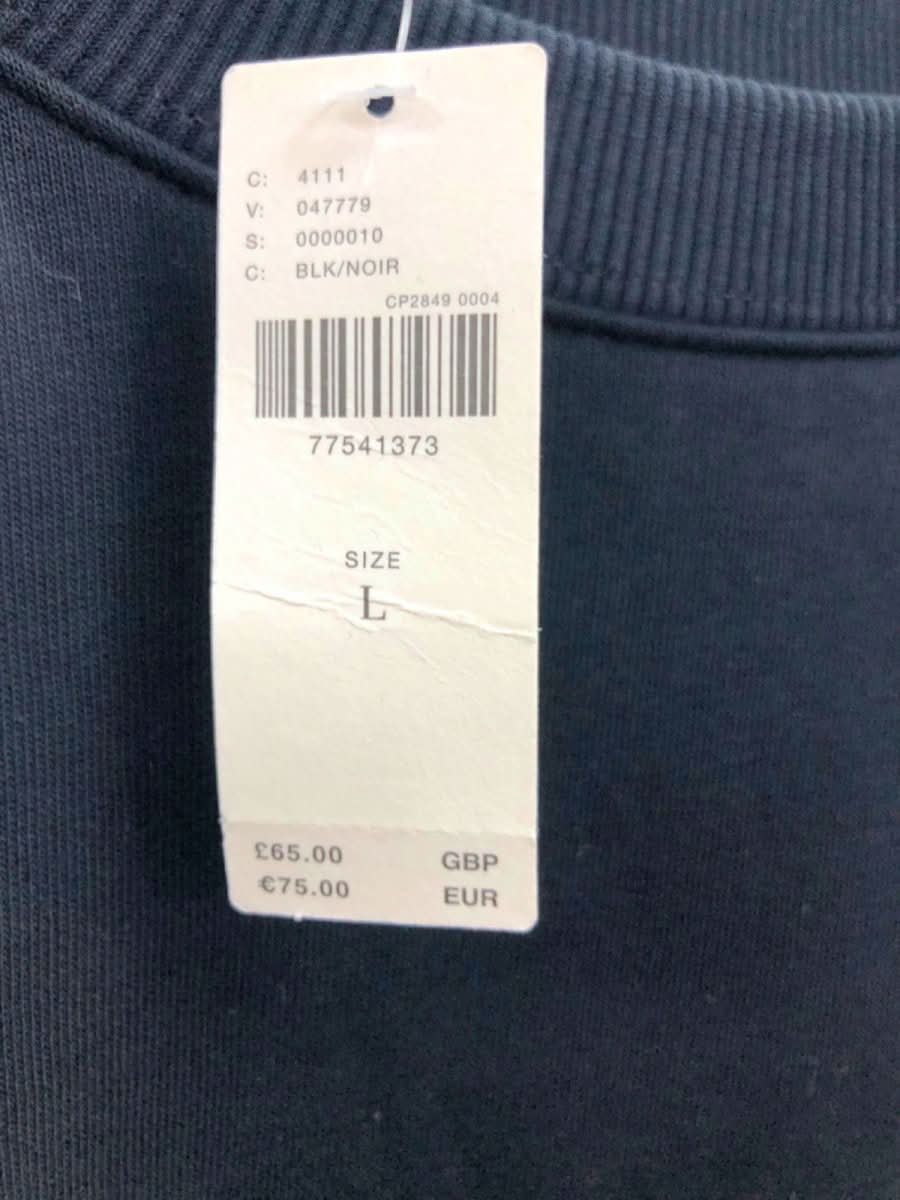 C: 4111
V: 047779
S: 0000010
C: BLK/NOIR
CP2849 0004
77541373
SIZE
L
£65.00 GBP
€75.00 EUR